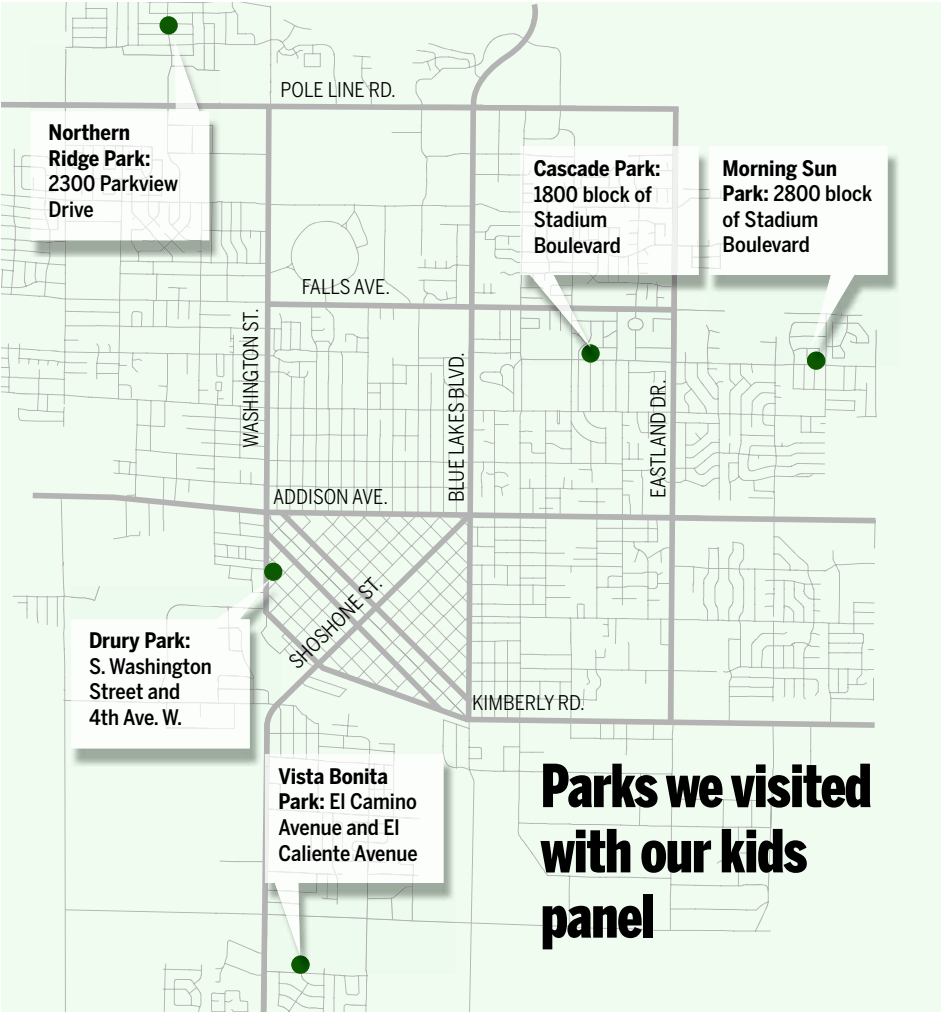 POLE LINE RD.
Northern
Ridge Park:
2300 Parkview
Drive
Cascade Park:
1800 block of
Stadium
Boulevard
Morning Sun
Park: 2800 block
of Stadium
Boulevard
FALLS AVE.
WASHINGTON ST.
BLUE LAKES BLVD.
EASTLAND DR.
ADDISON AVE.
SHOSHONE ST.
Drury Park:
S. Washington
Street and
4th Ave. W.
KIMBERLY RD.
Vista Bonita
Park: El Camino
Avenue and El
Caliente Avenue
Parks we visited
with our kids
panel